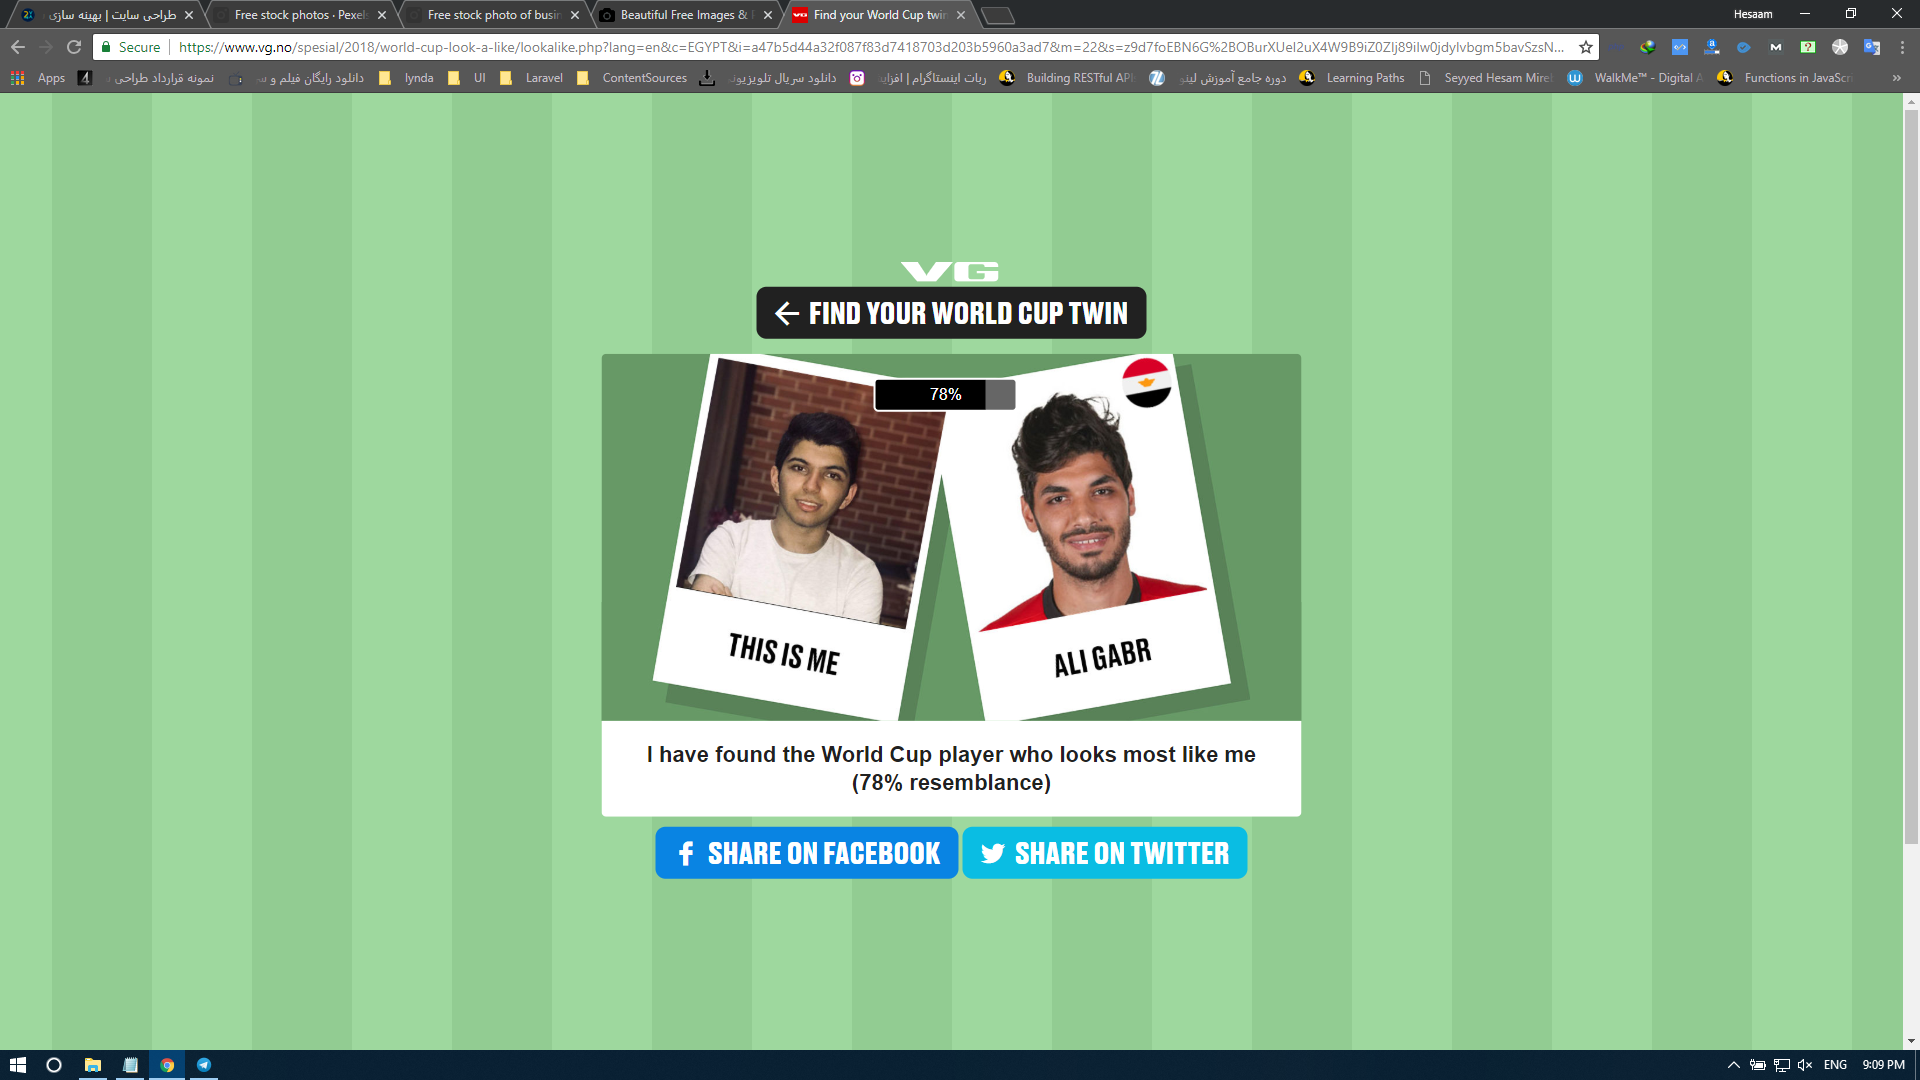 طراحی سایت | بهینه سازی
Free stock photos · Pexels
Free stock photo of busin
Beautiful Free Images &
Find your World Cup twin
Hesaam
Secure
https://www.vg.no/spesial/2018/world-cup-look-a-like/lookalike.php?lang=en&c=EGYPT&i=a47b5d44a32f087f83d7418703d203b5960a3ad7&m=22&s=z9d7foEBN6G%2BOBurXUel2uX4W9B9iZ0ZIj89iIw0jdylvbgm5bavSzsN...
Apps
نمونه قرارداد طراحی
دانلود رایگان فیلم و س
lynda
UI
Laravel
ContentSources
دانلود سریال تلویزیون
ربات اینستاگرام | افزای
Building RESTful API
دوره جامع آموزش لینو
Learning Paths
Seyyed Hesam Mire
WalkMe™ - Digital A
Functions in JavaScri
VG
FIND YOUR WORLD CUP TWIN
78%
THIS IS ME
ALI GABR
I have found the World Cup player who looks most like me
(78% resemblance)
SHARE ON FACEBOOK
SHARE ON TWITTER
ENG
9:09 PM